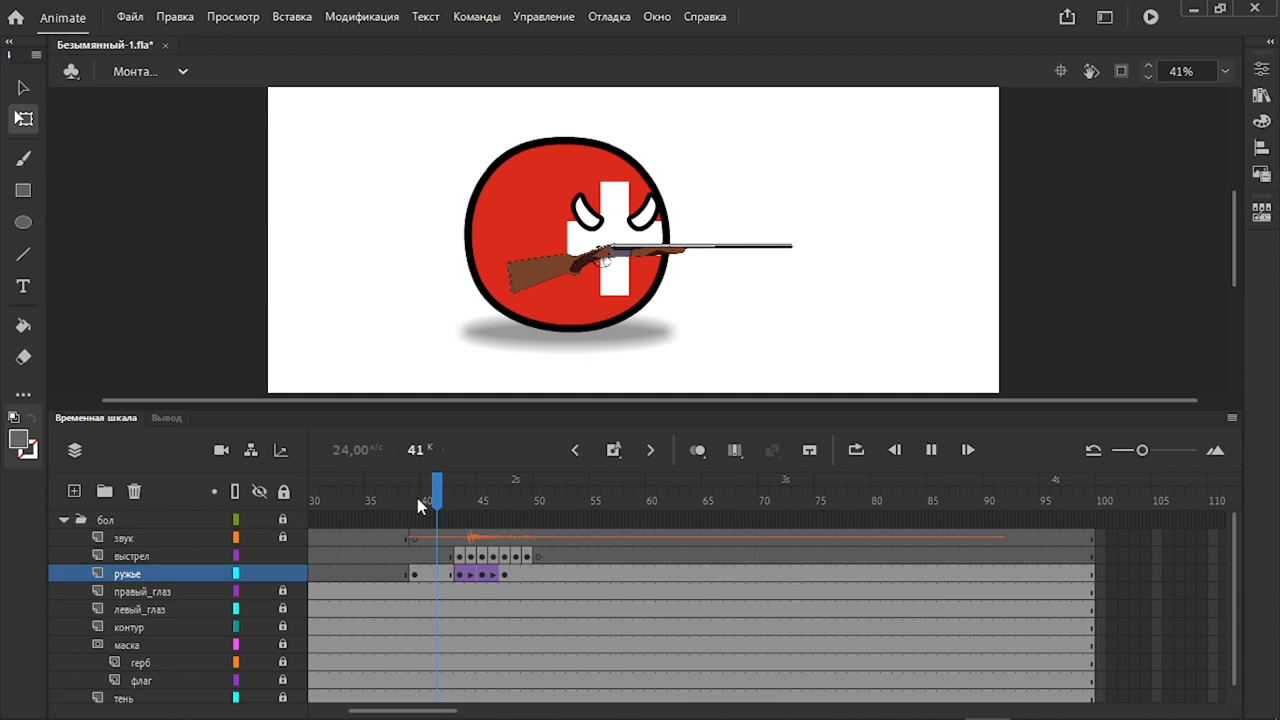 Animate Файл Правка Просмотр Вставка Модификация Текст Команды Управление Отладка Окно Справка
Безымянный-1.fla*
Монта... 41%
Временная шкала Вывод
24,00 к/с 41 К
2s 3s 4s
30 35 40 45 50 55 60 65 70 75 80 85 90 95 100 105 110
бол
звук
выстрел
ружье
правый_глаз
левый_глаз
контур
маска
герб
флаг
тень